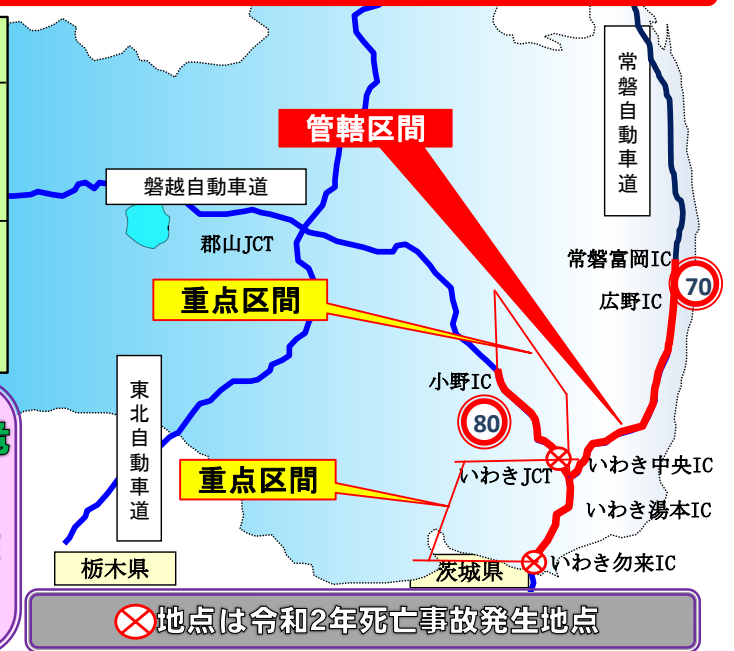 常磐自動車道
管轄区間
磐越自動車道
郡山JCT
常磐富岡IC
70
重点区間
広野IC
小野IC
80
東北自動車道
いわき中央IC
いわきJCT
重点区間
いわき湯本IC
いわき勿来IC
栃木県
茨城県
地点は令和2年死亡事故発生地点